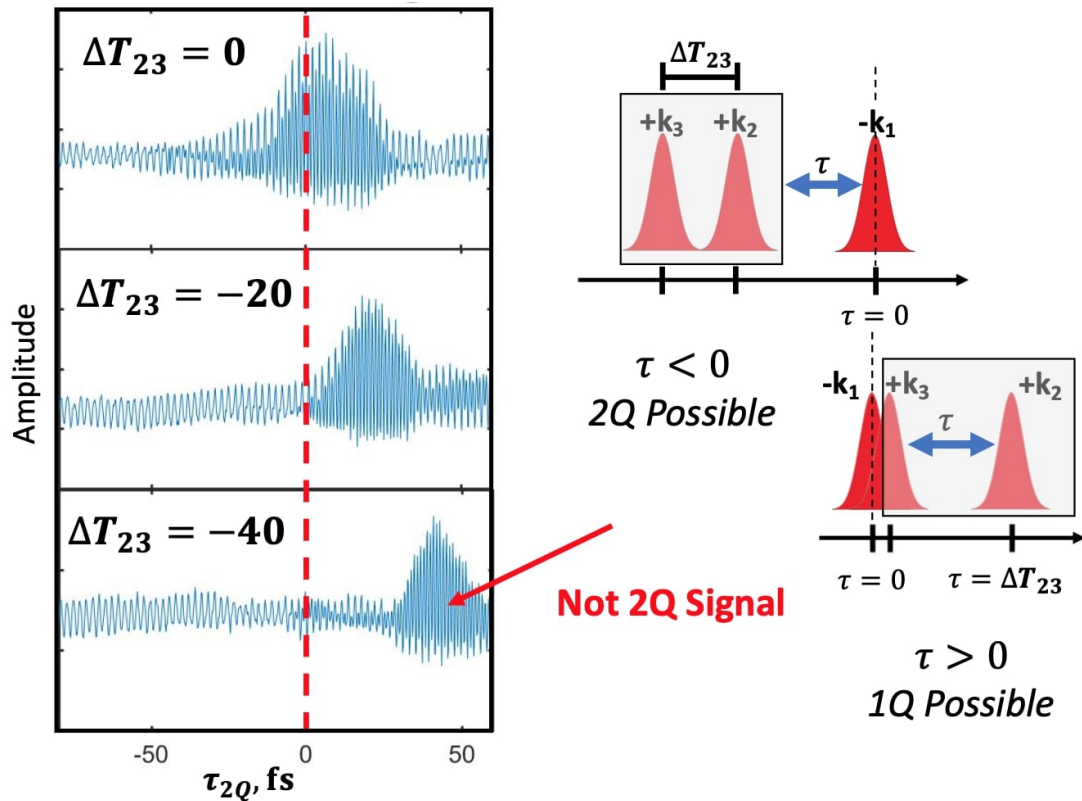 ΔT₂₃ = 0
ΔT₂₃ = −20
ΔT₂₃ = −40
Amplitude
-50
0
50
τ₂Q, fs
ΔT₂₃
+k₃
+k₂
-k₁
τ
τ = 0
τ < 0
2Q Possible
-k₁
+k₃
+k₂
τ
τ = 0
τ = ΔT₂₃
Not 2Q Signal
τ > 0
1Q Possible